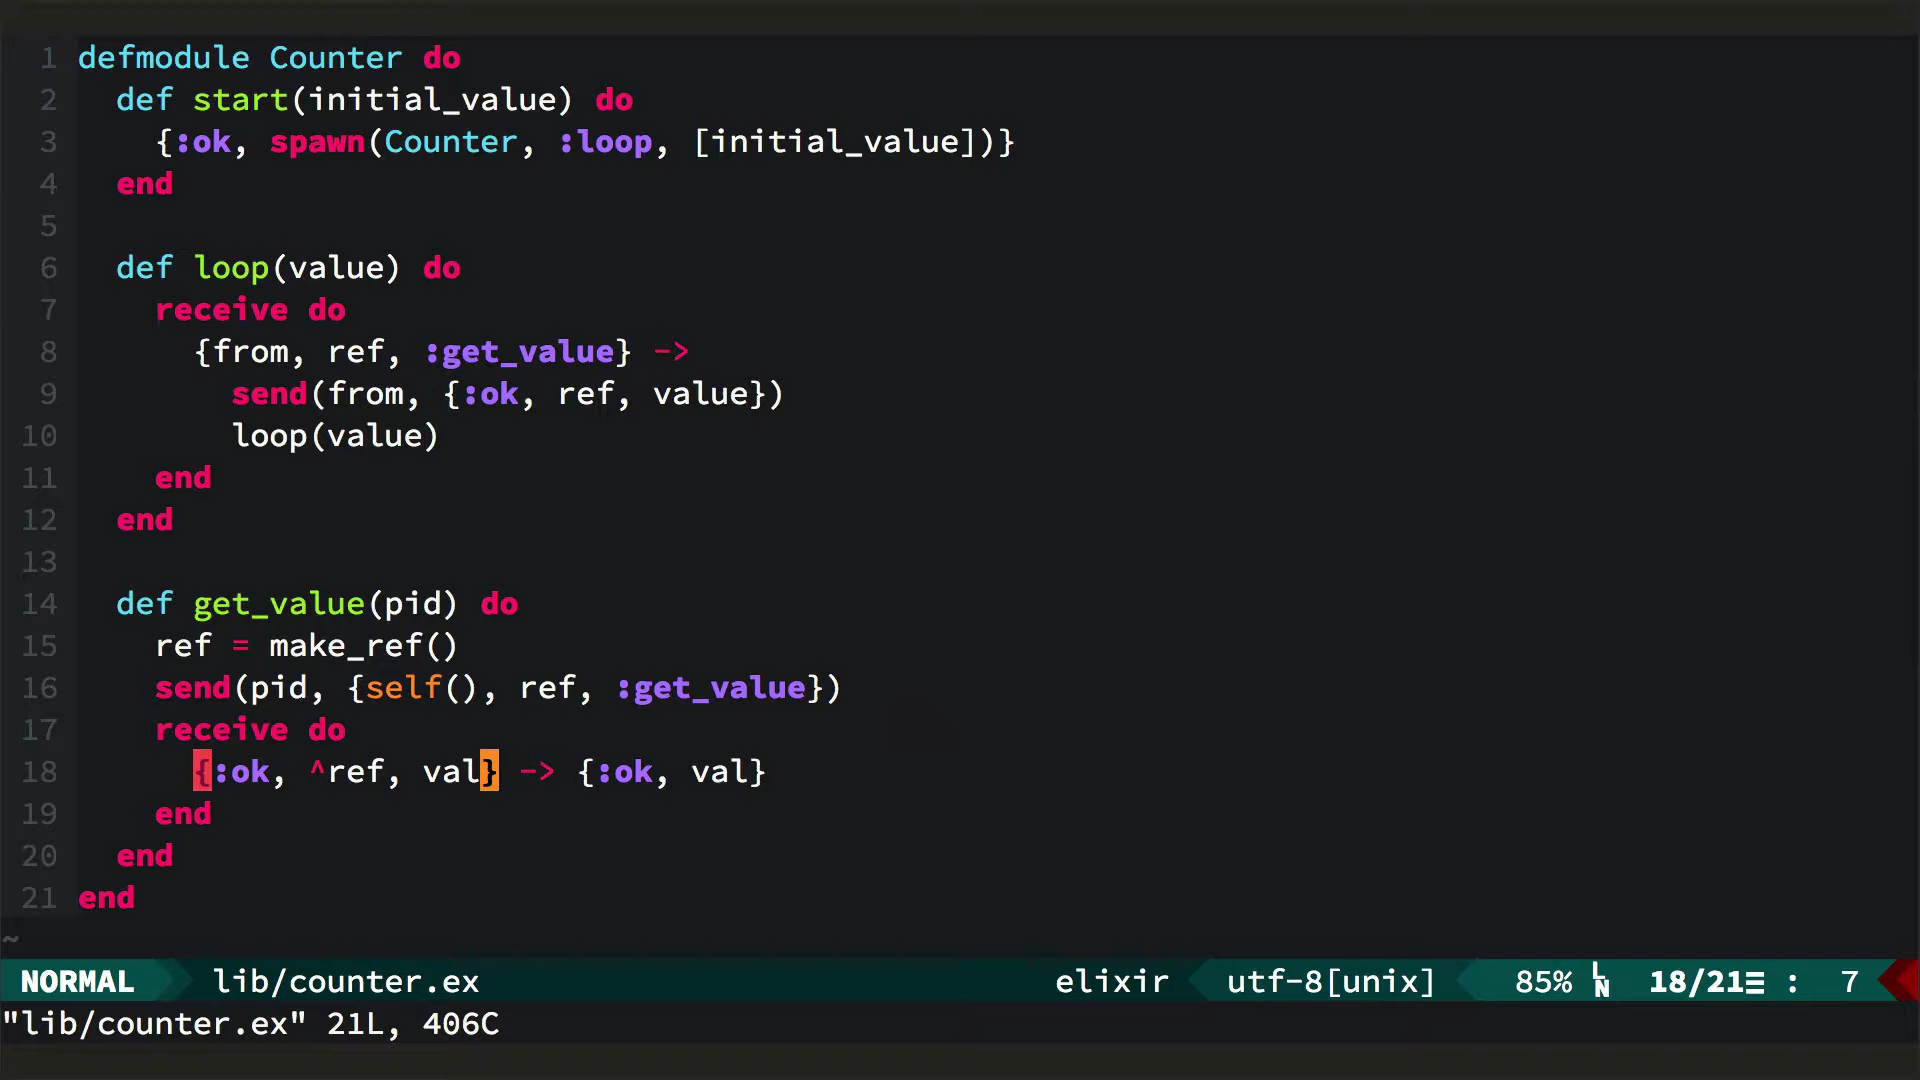 1 defmodule Counter do
2   def start(initial_value) do
3     {:ok, spawn(Counter, :loop, [initial_value])}
4   end
5
6   def loop(value) do
7     receive do
8       {from, ref, :get_value} ->
9         send(from, {:ok, ref, value})
10         loop(value)
11     end
12   end
13
14   def get_value(pid) do
15     ref = make_ref()
16     send(pid, {self(), ref, :get_value})
17     receive do
18       {:ok, ^ref, val} -> {:ok, val}
19     end
20   end
21 end
~
NORMAL lib/counter.ex elixir utf-8[unix] 85% LN 18/21≡ : 7
"lib/counter.ex" 21L, 406C